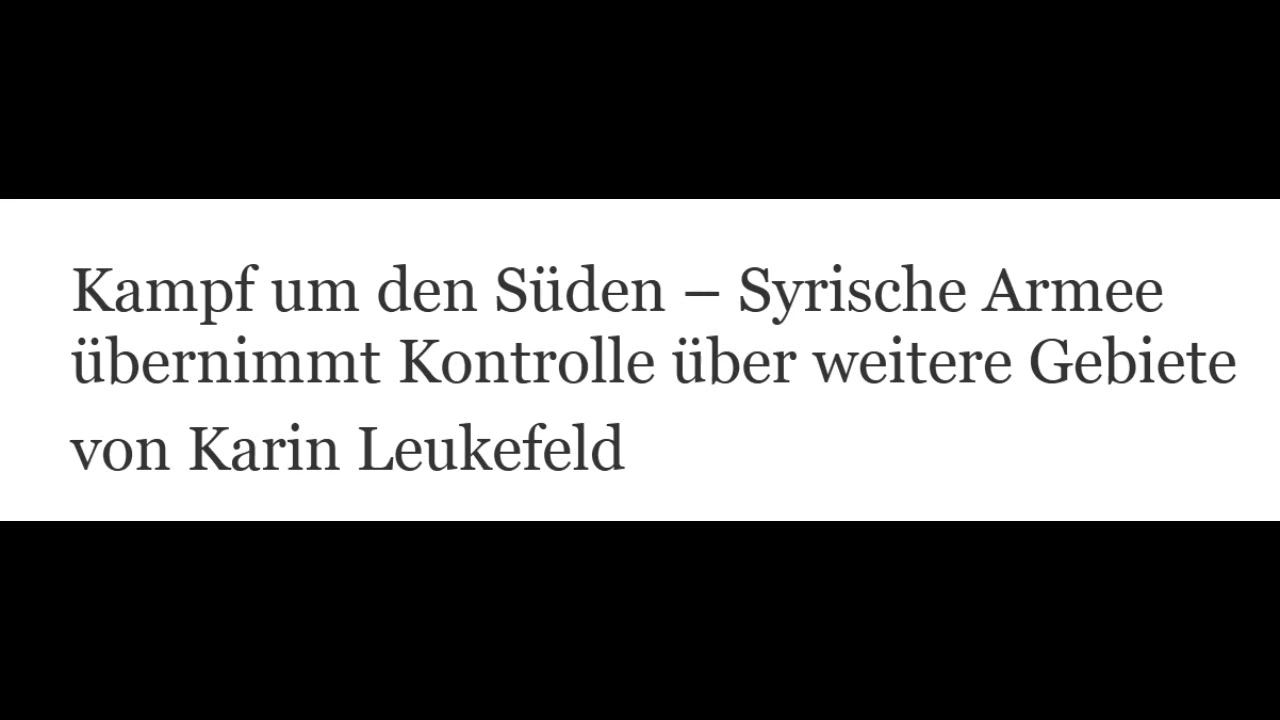 Kampf um den Süden – Syrische Armee
übernimmt Kontrolle über weitere Gebiete
von Karin Leukefeld